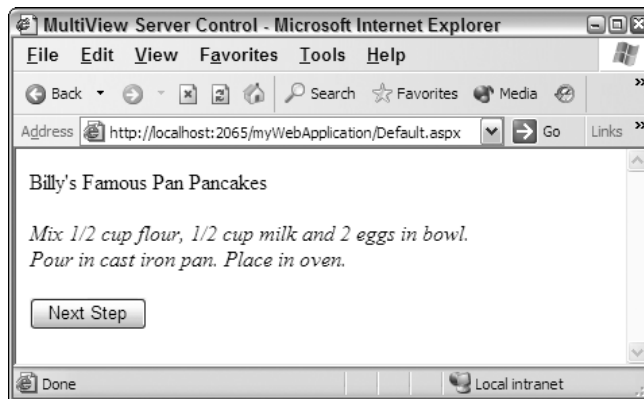 MultiView Server Control - Microsoft Internet Explorer
File Edit View Favorites Tools Help
Back Search Favorites Media
Address http://localhost:2065/myWebApplication/Default.aspx Go Links
Billy's Famous Pan Pancakes
Mix 1/2 cup flour, 1/2 cup milk and 2 eggs in bowl.
Pour in cast iron pan. Place in oven.
Next Step
Done Local intranet